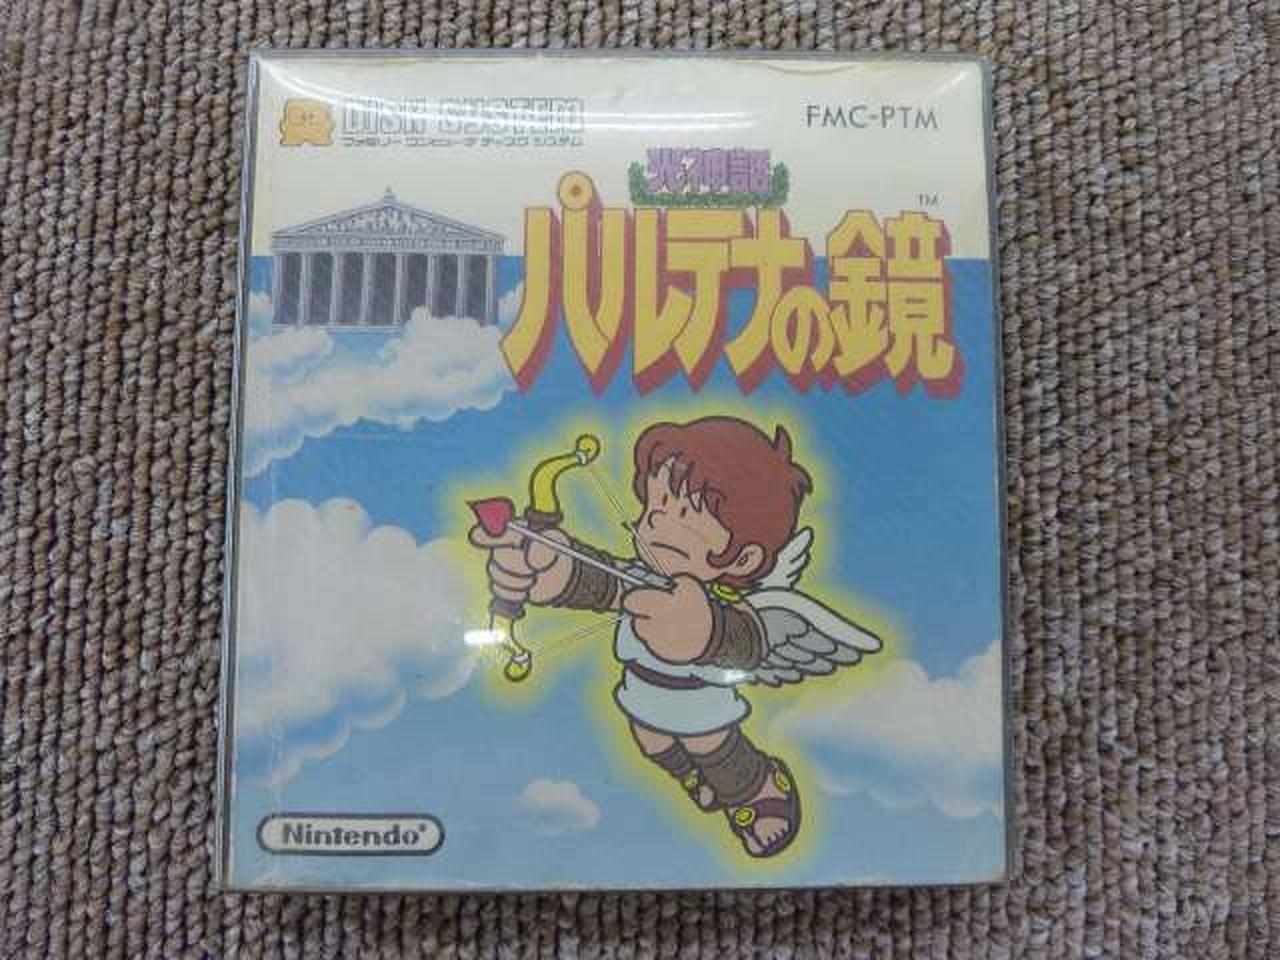 DISK SYSTEM
ファミリー コンピュータ ディスク システム
FMC-PTM
光神話
パルテナの鏡
TM
Nintendo®